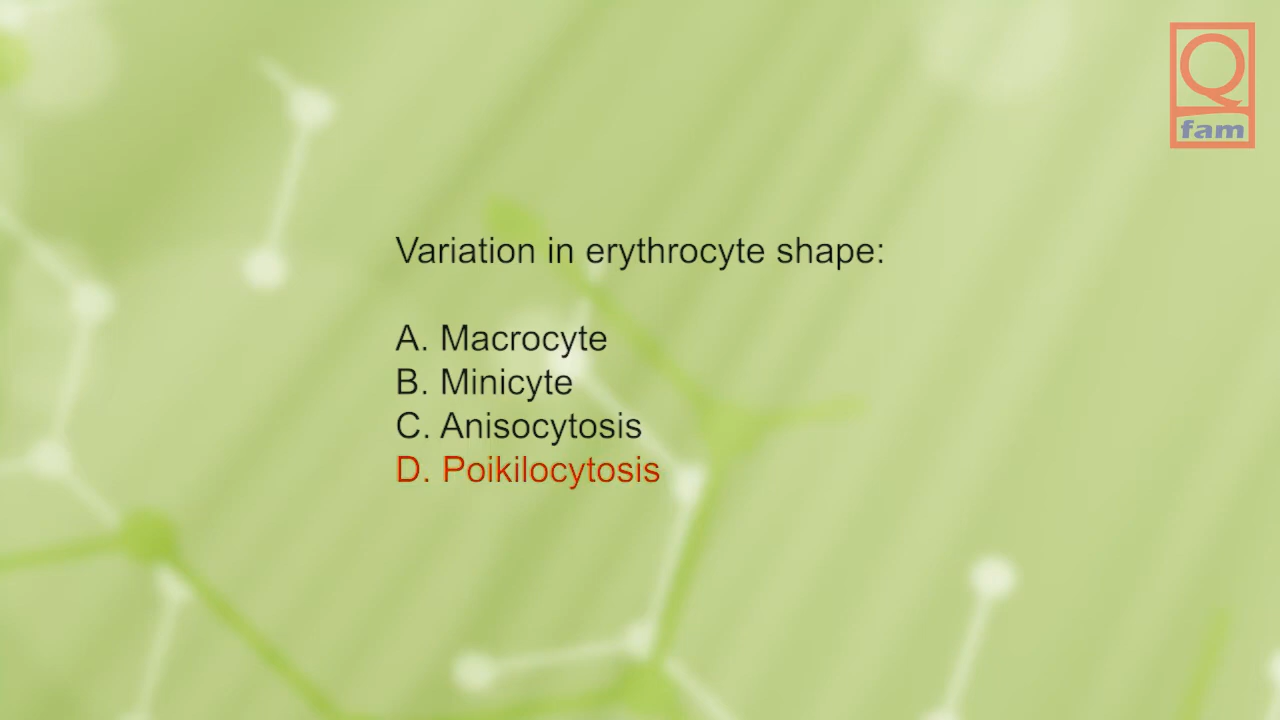 Q
fam
Variation in erythrocyte shape:
A. Macrocyte
B. Minicyte
C. Anisocytosis
D. Poikilocytosis